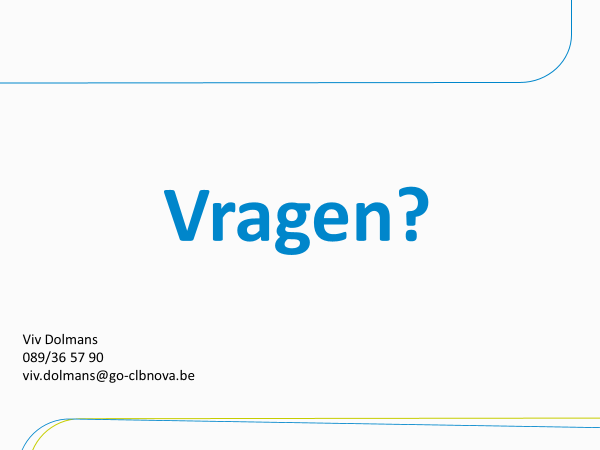 Vragen?
Viv Dolmans
089/36 57 90
viv.dolmans@go-clbnova.be